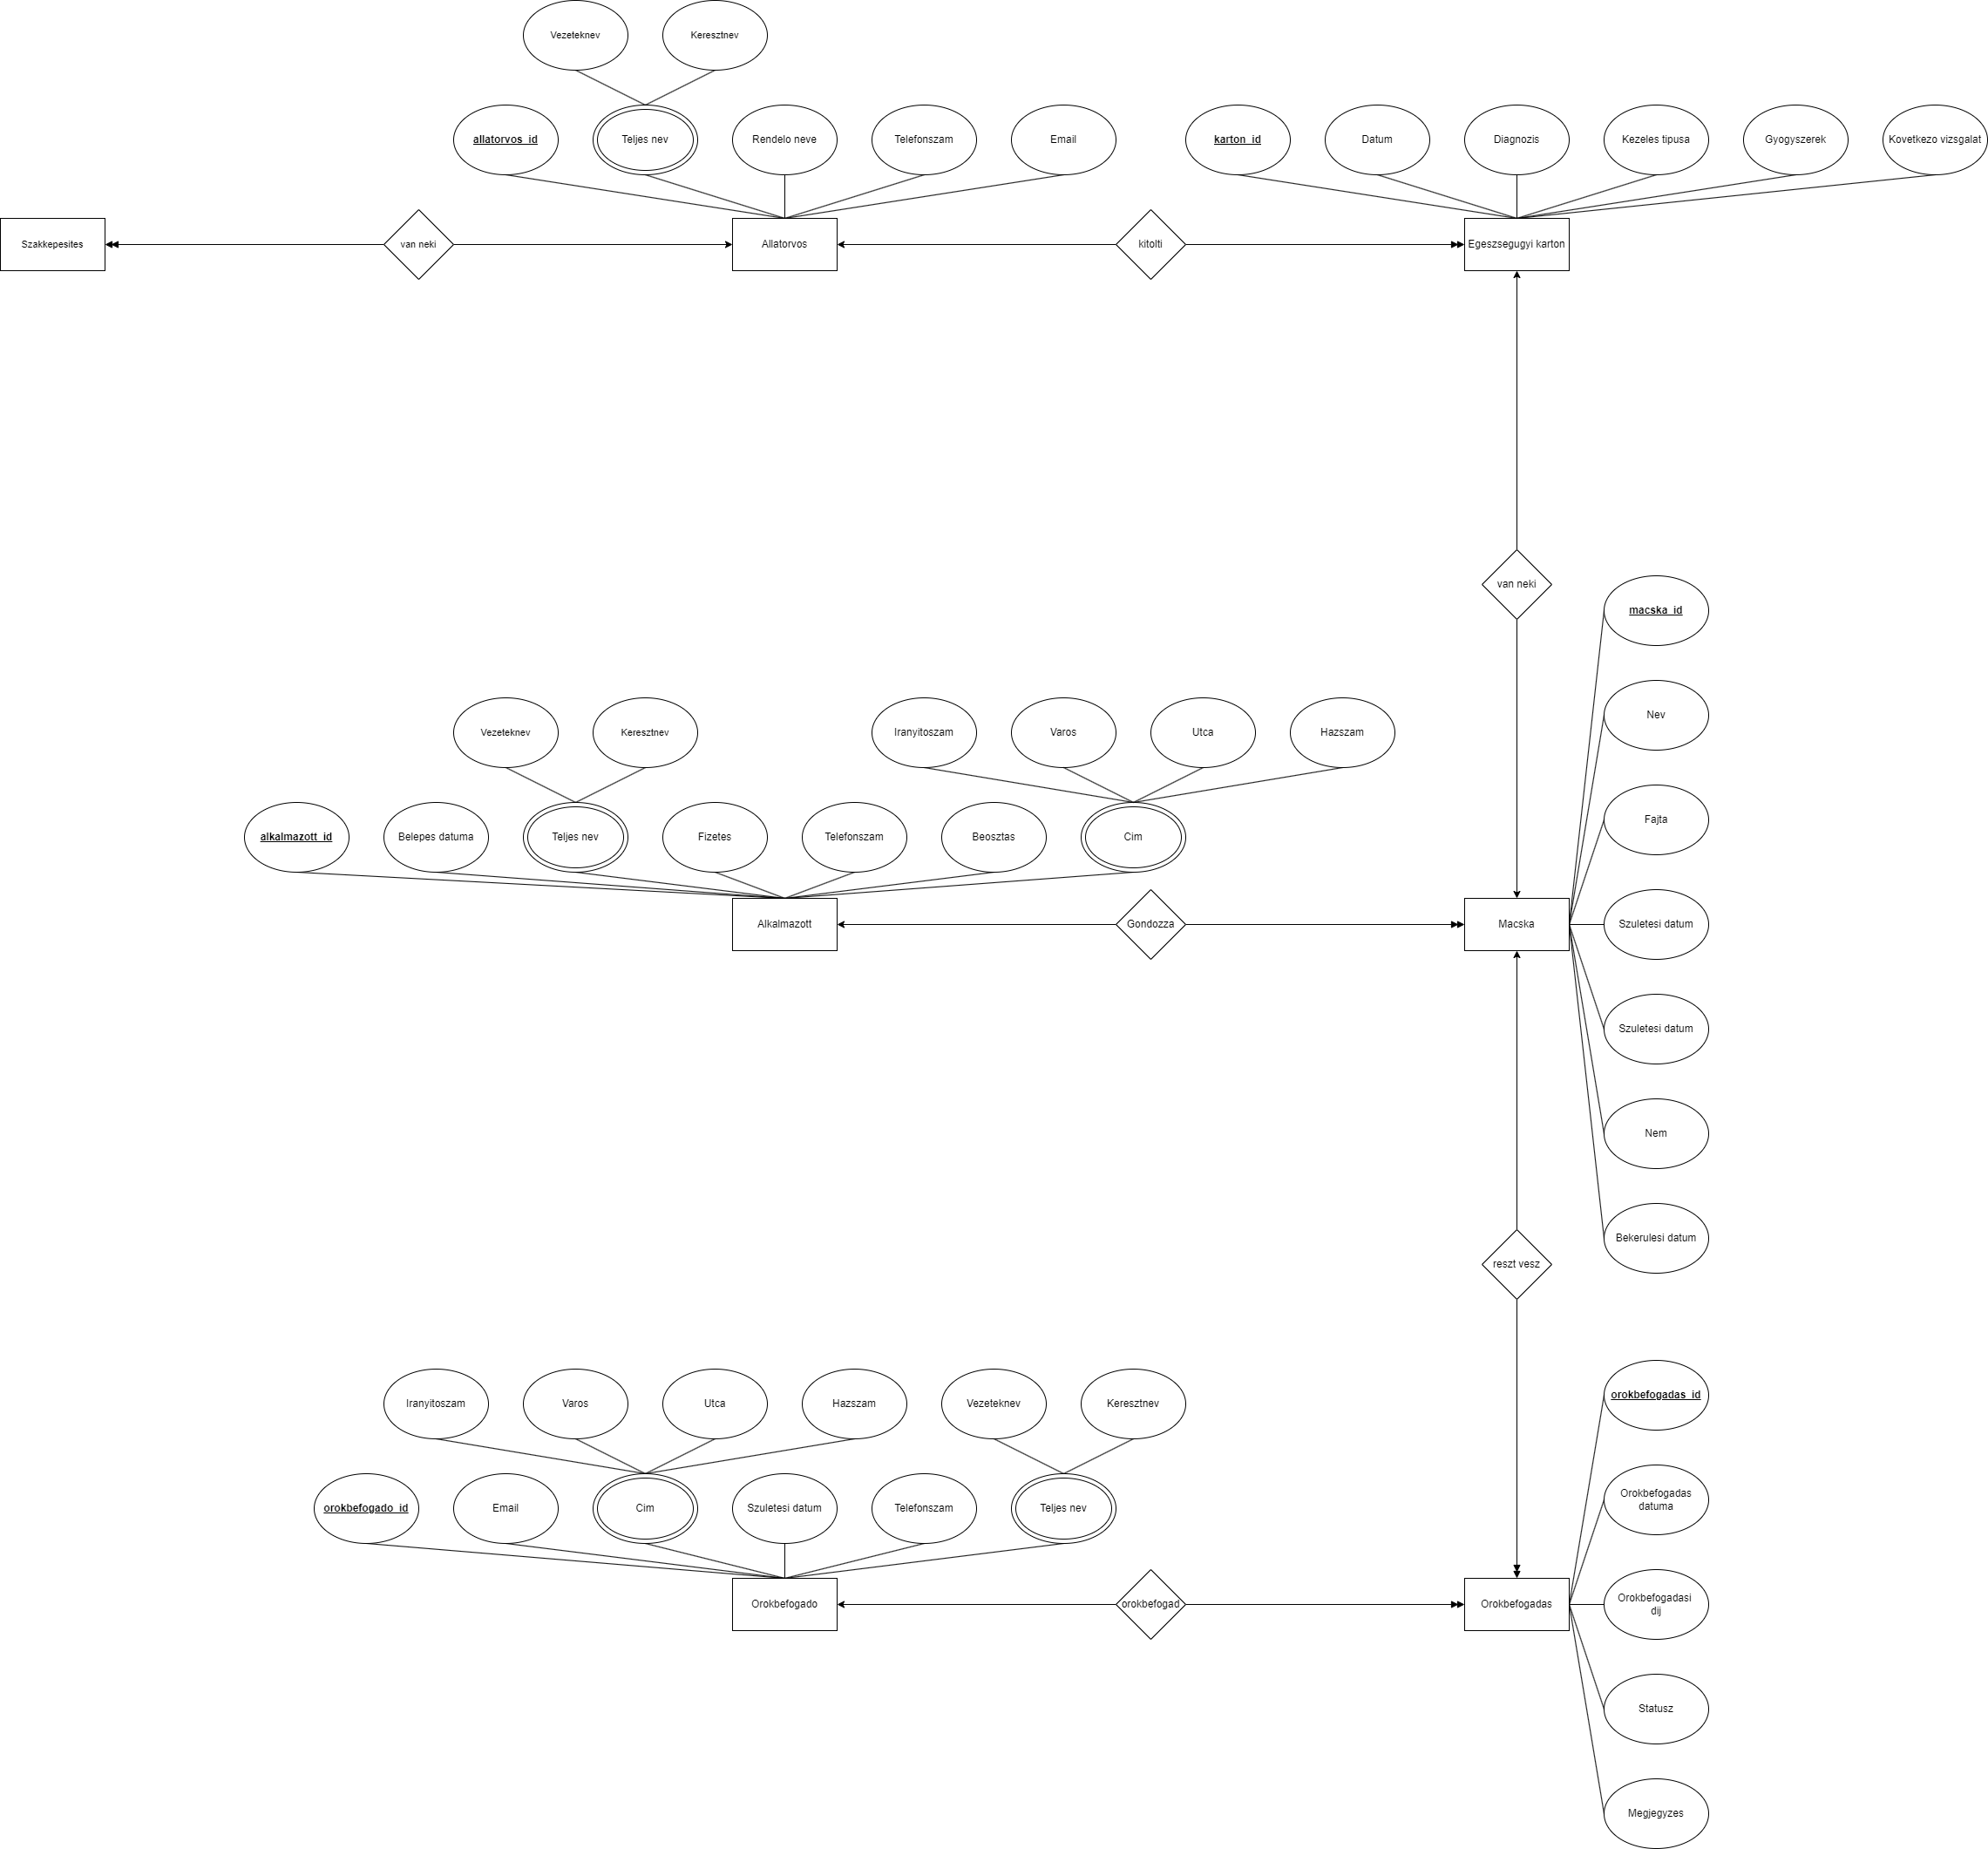 Vezeteknev
Keresztnev
allatorvos_id
Teljes nev
Rendelo neve
Telefonszam
Email
karton_id
Datum
Diagnozis
Kezeles tipusa
Gyogyszerek
Kovetkezo vizsgalat
Szakkepesites
van neki
Allatorvos
kitolti
Egeszsegugyi karton
van neki
macska_id
Nev
Vezeteknev
Keresztnev
Iranyitoszam
Varos
Utca
Hazszam
Fajta
alkalmazott_id
Belepes datuma
Teljes nev
Fizetes
Telefonszam
Beosztas
Cim
Alkalmazott
Gondozza
Macska
Szuletesi datum
Szuletesi datum
Nem
Bekerulesi datum
reszt vesz
Iranyitoszam
Varos
Utca
Hazszam
Vezeteknev
Keresztnev
orokbefogadas_id
orokbefogado_id
Email
Cim
Szuletesi datum
Telefonszam
Teljes nev
Orokbefogadas
datuma
Orokbefogado
orokbefogad
Orokbefogadas
Orokbefogadasi
dij
Statusz
Megjegyzes